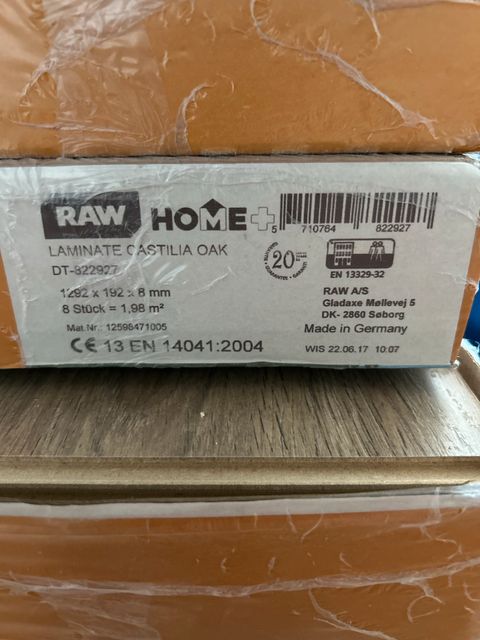 RAW HOME
5 710764 822927
LAMINATE CASTILIA OAK
DT-822927
20
EN 13329-32
1292 x 192 x 8 mm
8 Stück = 1,98 m²
Mat.Nr.: 12598471005
CE 13 EN 14041:2004
RAW A/S
Gladaxe Møllevej 5
DK- 2860 Søborg
Made in Germany
WIS 22.06.17 10:07